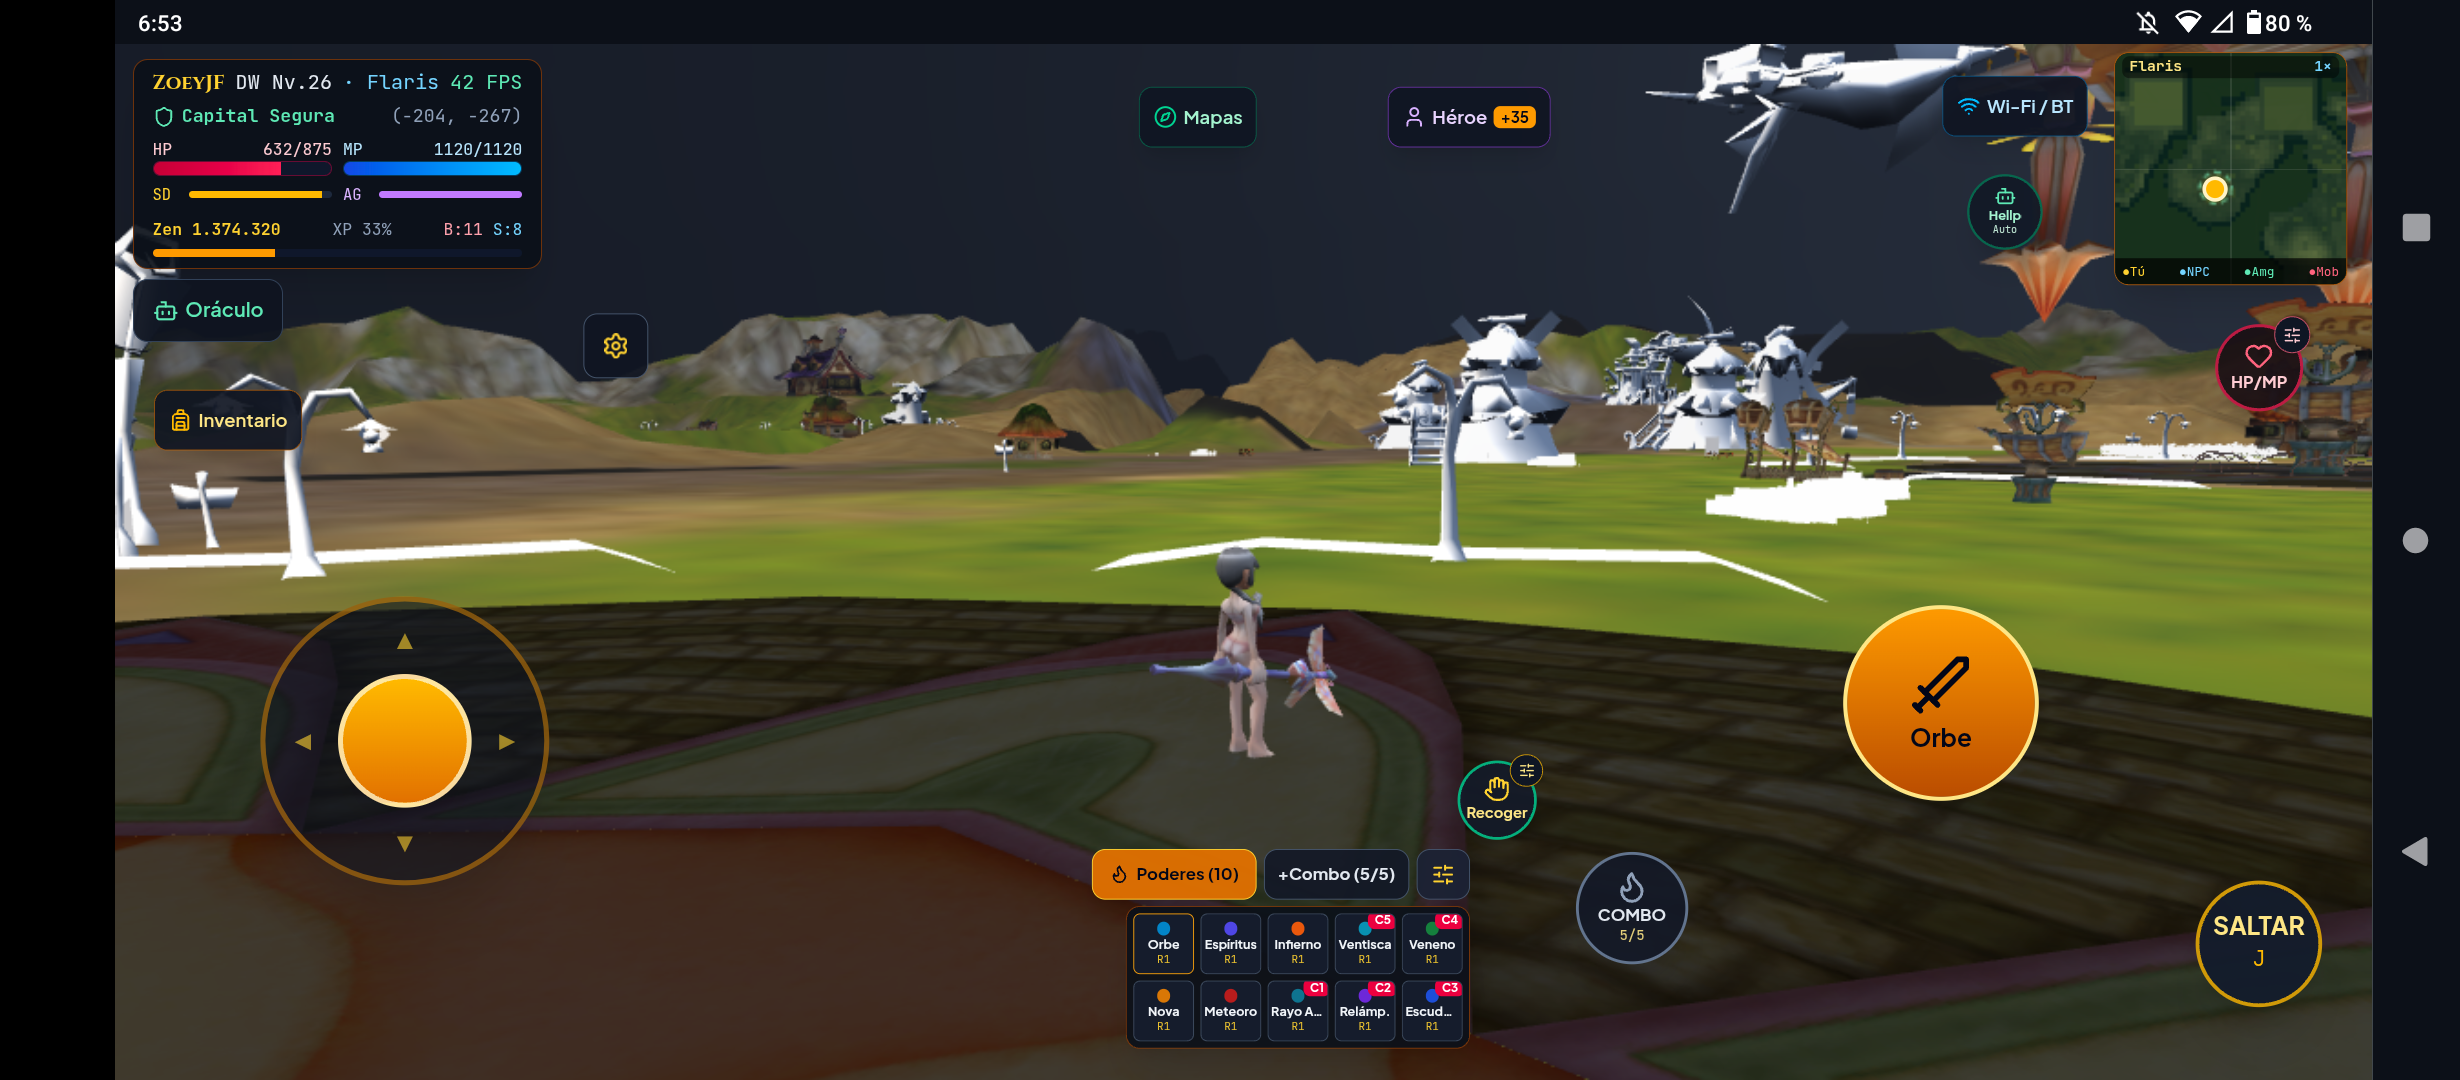 6:53
80 %
ZOEYJF DW Nv.26 · Flaris 42 FPS
Capital Segura (-204, -267)
HP 632/875 MP 1120/1120
SD AG
Zen 1.374.320 XP 33% B:11 S:8
Oráculo
Inventario
Mapas
Héroe +35
Wi-Fi / BT
Hellp
Auto
Flaris 1×
Tú NPC Amg Mob
HP/MP
Orbe
Recoger
Poderes (10) +Combo (5/5)
C5 C4
Orbe Espíritus Infierno Ventisca Veneno
R1 R1 R1 R1 R1
C1 C2 C3
Nova Meteoro Rayo A... Relámp. Escud...
R1 R1 R1 R1 R1
COMBO
5/5
SALTAR
J